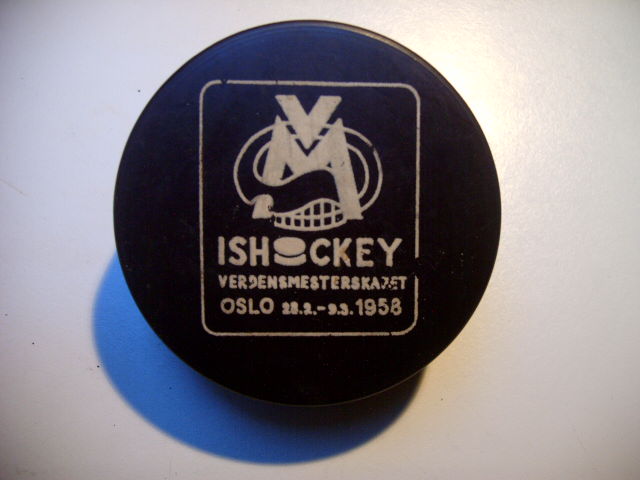 VM
ISHOCKEY
VERDENSMESTERSKAPET
OSLO 28.2.-9.3.1958